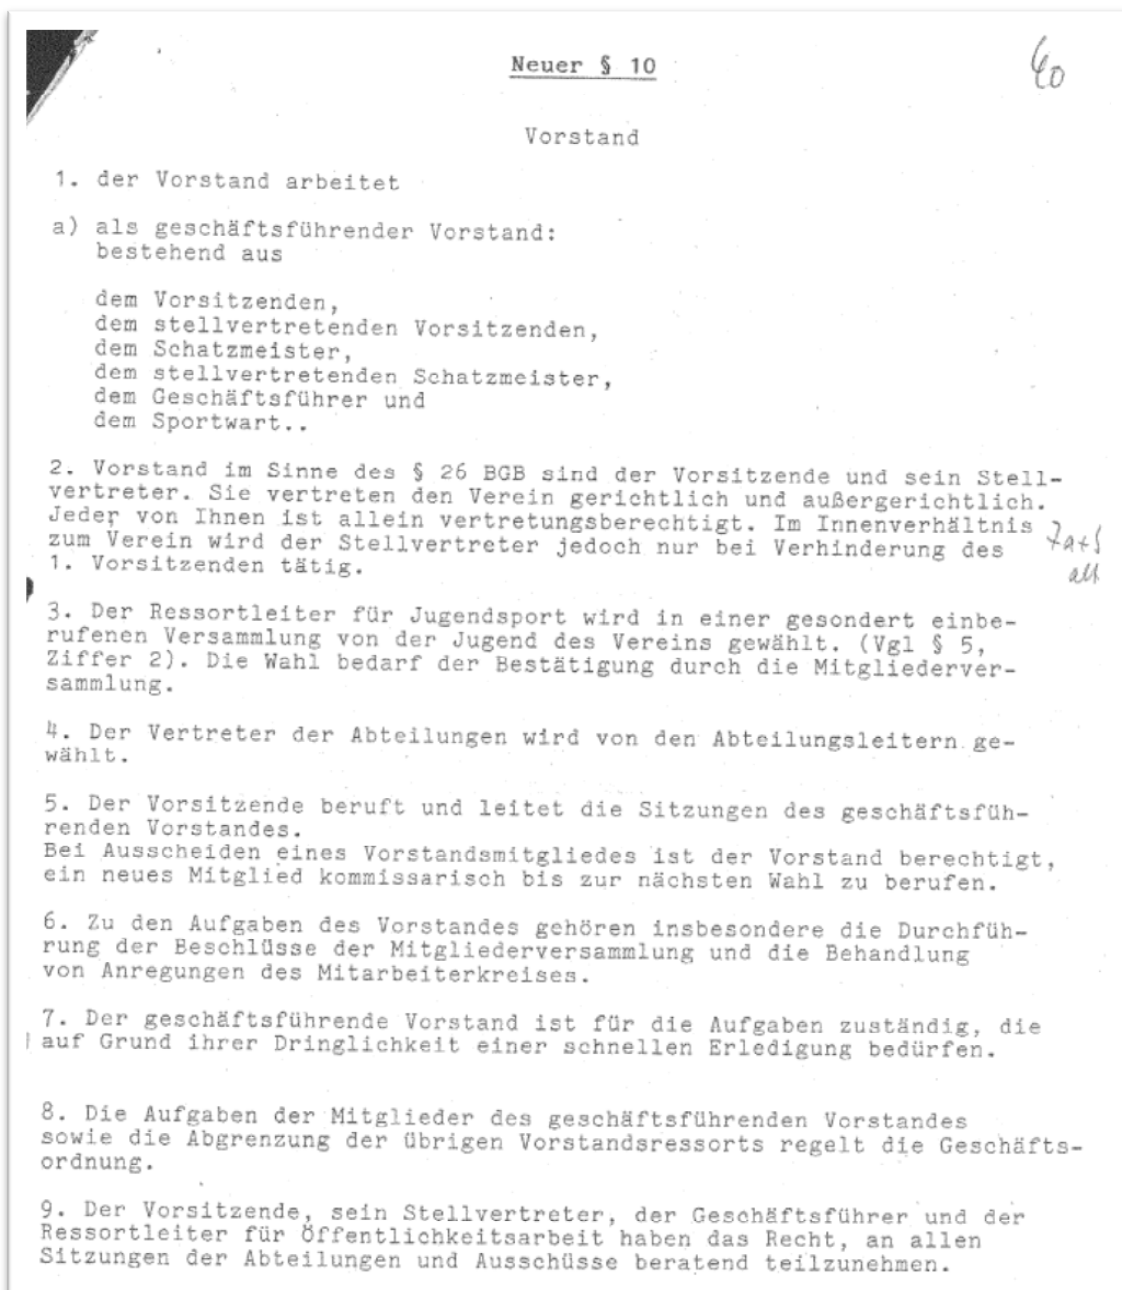 Neuer § 10
Vorstand
1. der Vorstand arbeitet
a) als geschäftsführender Vorstand:
bestehend aus
dem Vorsitzenden,
dem stellvertretenden Vorsitzenden,
dem Schatzmeister,
dem stellvertretenden Schatzmeister,
dem Geschäftsführer und
dem Sportwart..
2. Vorstand im Sinne des § 26 BGB sind der Vorsitzende und sein Stell-
vertreter. Sie vertreten den Verein gerichtlich und außergerichtlich.
Jeder von Ihnen ist allein vertretungsberechtigt. Im Innenverhältnis
zum Verein wird der Stellvertreter jedoch nur bei Verhinderung des
1. Vorsitzenden tätig.
alt
3. Der Ressortleiter für Jugendsport wird in einer gesondert einbe-
rufenen Versammlung von der Jugend des Vereins gewählt. (Vgl § 5,
Ziffer 2). Die Wahl bedarf der Bestätigung durch die Mitgliederver-
sammlung.
4. Der Vertreter der Abteilungen wird von den Abteilungsleitern ge-
wählt.
5. Der Vorsitzende beruft und leitet die Sitzungen des geschäftsfüh-
renden Vorstandes.
Bei Ausscheiden eines Vorstandsmitgliedes ist der Vorstand berechtigt,
ein neues Mitglied kommissarisch bis zur nächsten Wahl zu berufen.
6. Zu den Aufgaben des Vorstandes gehören insbesondere die Durchfüh-
rung der Beschlüsse der Mitgliederversammlung und die Behandlung
von Anregungen des Mitarbeiterkreises.
7. Der geschäftsführende Vorstand ist für die Aufgaben zuständig, die
auf Grund ihrer Dringlichkeit einer schnellen Erledigung bedürfen.
8. Die Aufgaben der Mitglieder des geschäftsführenden Vorstandes
sowie die Abgrenzung der übrigen Vorstandsressorts regelt die Geschäfts-
ordnung.
9. Der Vorsitzende, sein Stellvertreter, der Geschäftsführer und der
Ressortleiter für Öffentlichkeitsarbeit haben das Recht, an allen
Sitzungen der Abteilungen und Ausschüsse beratend teilzunehmen.